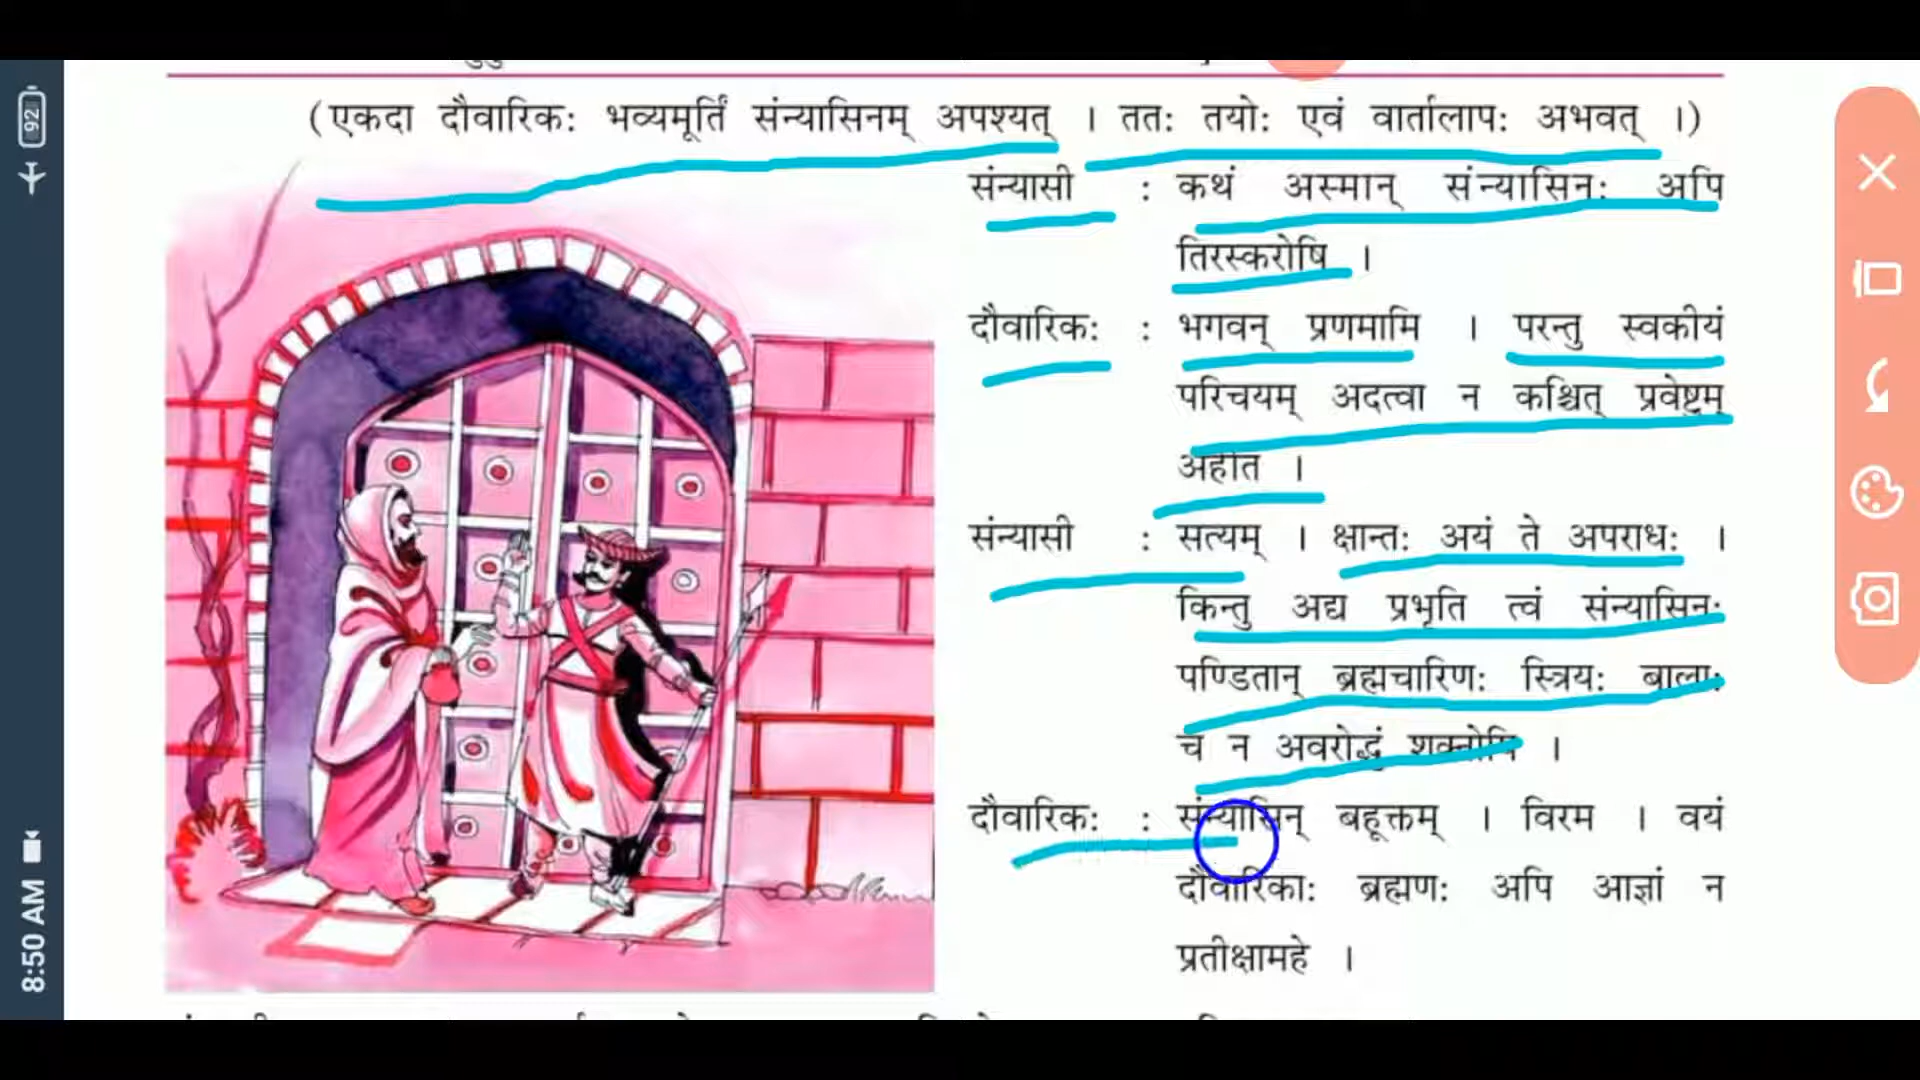 (एकदा दौवारिकः भव्यमूर्तिं संन्यासिनम् अपश्यत् । ततः तयोः एवं वार्तालापः अभवत् ।)
संन्यासी : कथं अस्मान् संन्यासिनः अपि
तिरस्करोषि ।
दौवारिकः : भगवन् प्रणमामि । परन्तु स्वकीयं
परिचयम् अदत्वा न कश्चित् प्रवेष्टुम्
अर्हति ।
संन्यासी : सत्यम् । क्षान्तः अयं ते अपराधः ।
किन्तु अद्य प्रभृति त्वं संन्यासिनः
पण्डितान् ब्रह्मचारिणः स्त्रियः बालाः
च न अवरोद्धुं शक्नोषि ।
दौवारिकः : संन्यासिन् बहूक्तम् । विरम । वयं
दौवारिकाः ब्रह्मणः अपि आज्ञां न
प्रतीक्षामहे ।
92
8:50 AM